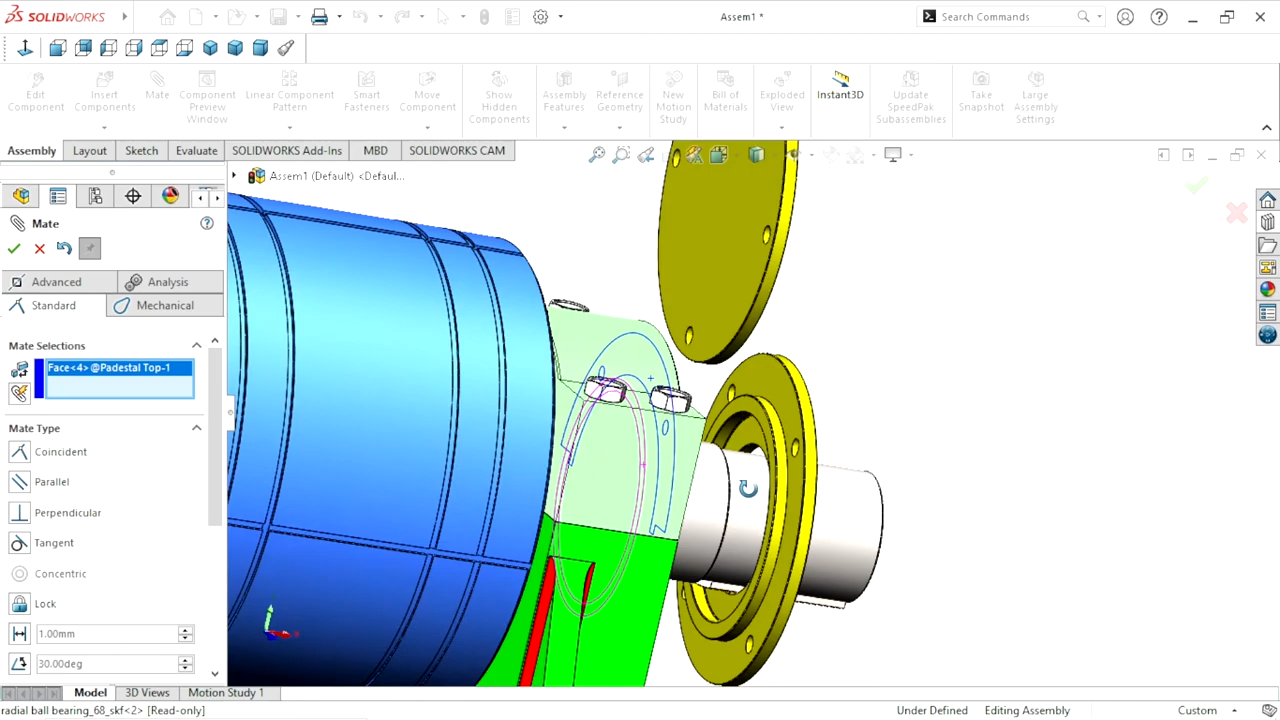 SOLIDWORKS
Assem1 *
Search Commands
Edit Component
Insert Components
Mate
Component Preview Window
Linear Component Pattern
Smart Fasteners
Move Component
Show Hidden Components
Assembly Features
Reference Geometry
New Motion Study
Bill of Materials
Exploded View
Instant3D
Update SpeedPak Subassemblies
Take Snapshot
Large Assembly Settings
Assembly
Layout
Sketch
Evaluate
SOLIDWORKS Add-Ins
MBD
SOLIDWORKS CAM
Assem1 (Default) <Defau...
Mate
Advanced
Analysis
Standard
Mechanical
Mate Selections
Face<4>@Padestal Top-1
Mate Type
Coincident
Parallel
Perpendicular
Tangent
Concentric
Lock
1.00mm
30.00deg
Model
3D Views
Motion Study 1
radial ball bearing_68_skf<2> [Read-only]
Under Defined
Editing Assembly
Custom